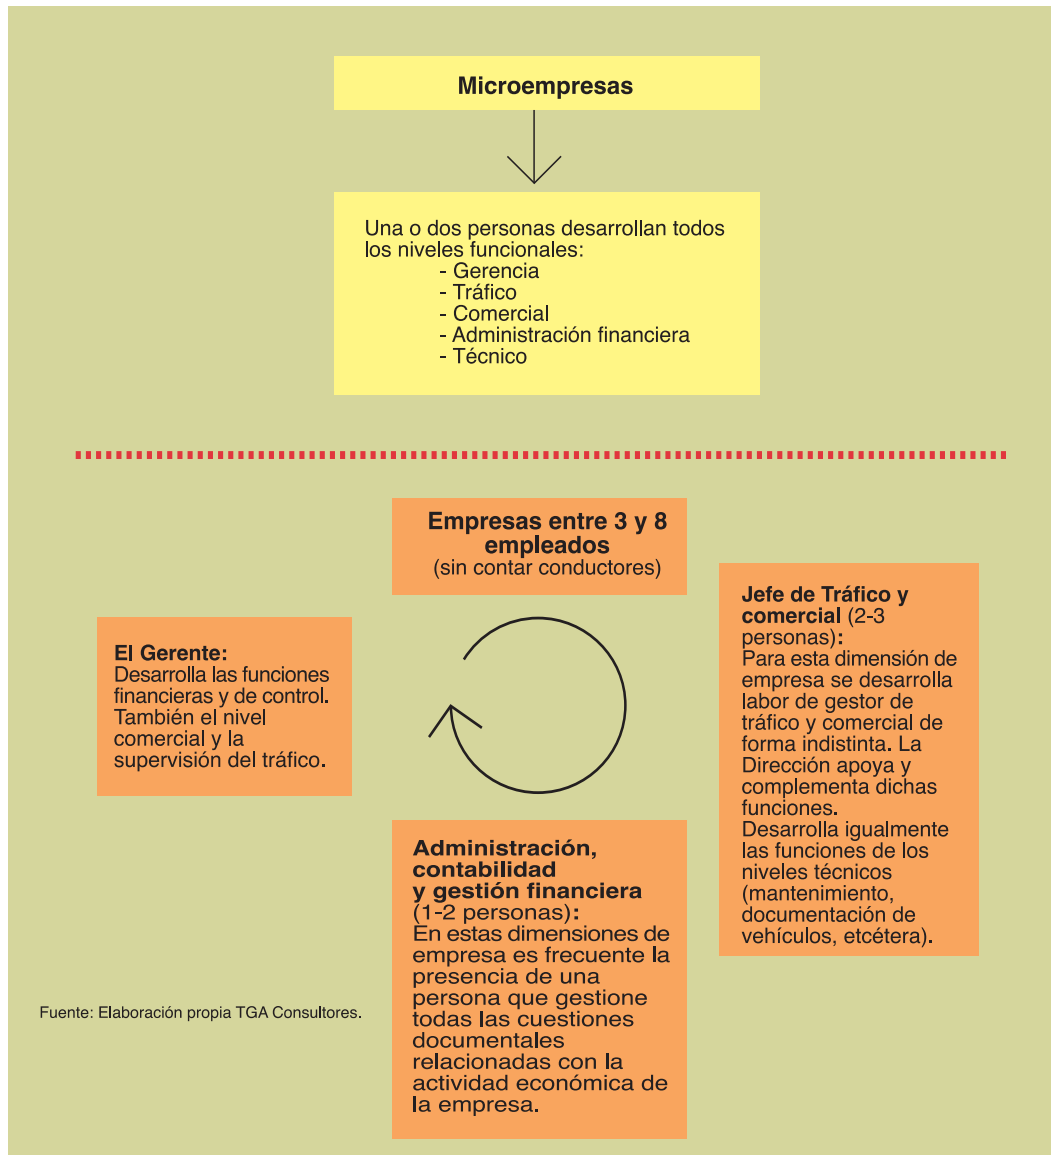 Microempresas
Una o dos personas desarrollan todos
los niveles funcionales:
- Gerencia
- Tráfico
- Comercial
- Administración financiera
- Técnico
Empresas entre 3 y 8
empleados
(sin contar conductores)
El Gerente:
Desarrolla las funciones
financieras y de control.
También el nivel
comercial y la
supervisión del tráfico.
Jefe de Tráfico y
comercial (2-3
personas):
Para esta dimensión de
empresa se desarrolla
labor de gestor de
tráfico y comercial de
forma indistinta. La
Dirección apoya y
complementa dichas
funciones.
Desarrolla igualmente
las funciones de los
niveles técnicos
(mantenimiento,
documentación de
vehículos, etcétera).
Administración,
contabilidad
y gestión financiera
(1-2 personas):
En estas dimensiones de
empresa es frecuente la
presencia de una
persona que gestione
todas las cuestiones
documentales
relacionadas con la
actividad económica de
la empresa.
Fuente: Elaboración propia TGA Consultores.